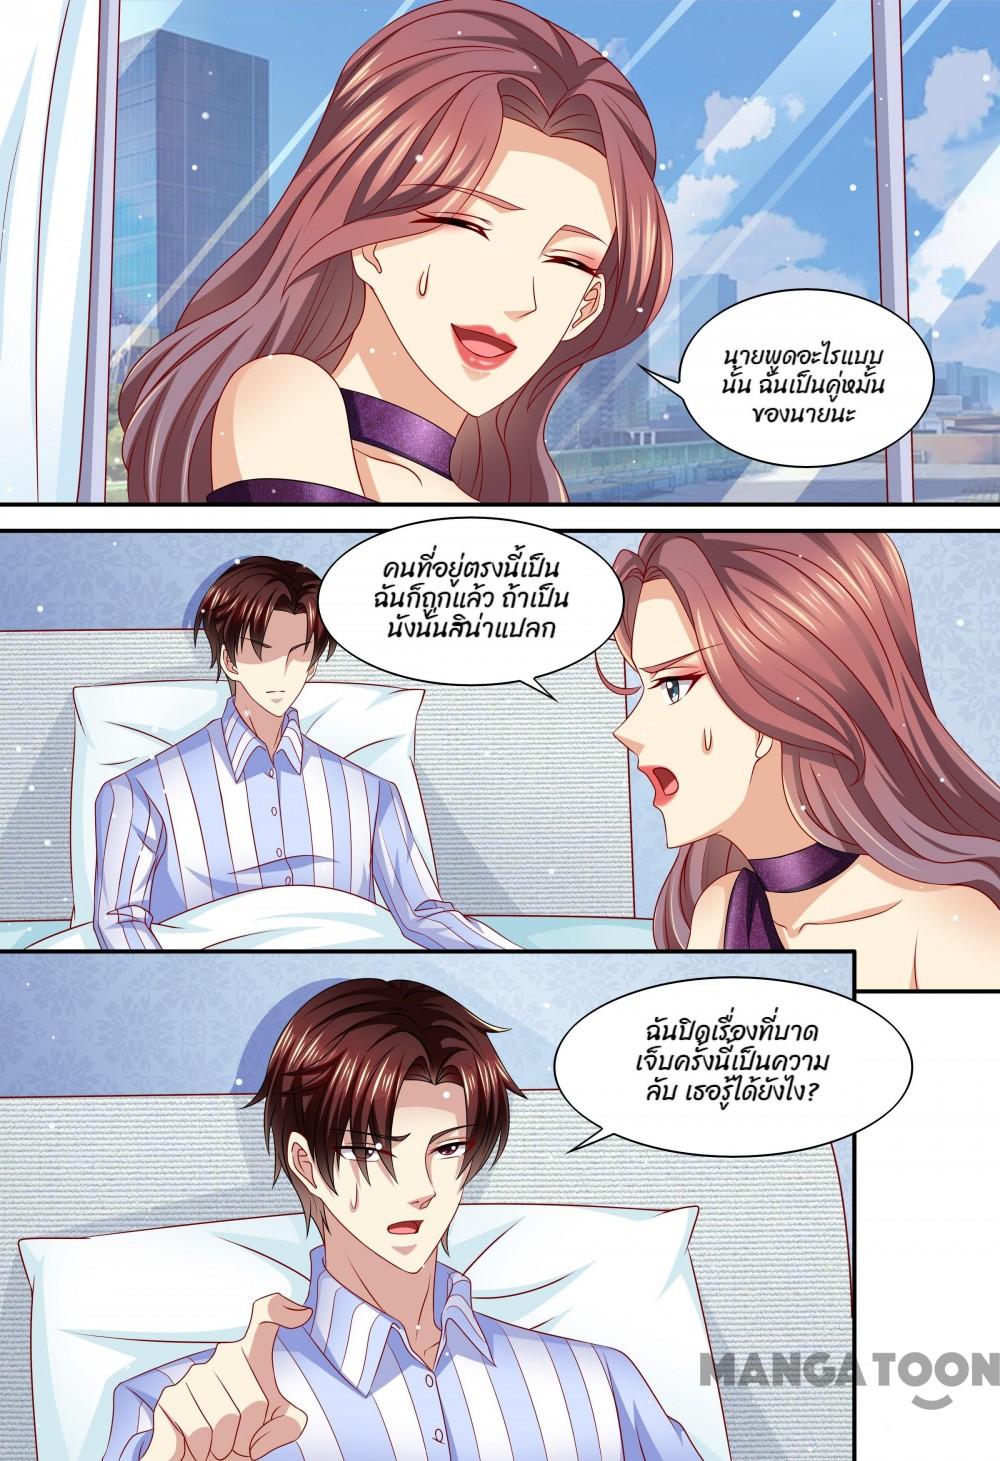 นายพูดอะไรแบบ
นั้น ฉันเป็นคู่หมั้น
ของนายนะ
คนที่อยู่ตรงนี้เป็น
ฉันก็ถูกแล้ว ถ้าเป็น
นังนั่นสิน่าแปลก
ฉันปิดเรื่องที่บาด
เจ็บครั้งนี้เป็นความ
ลับ เธอรู้ได้ยังไง?
MANGATOON